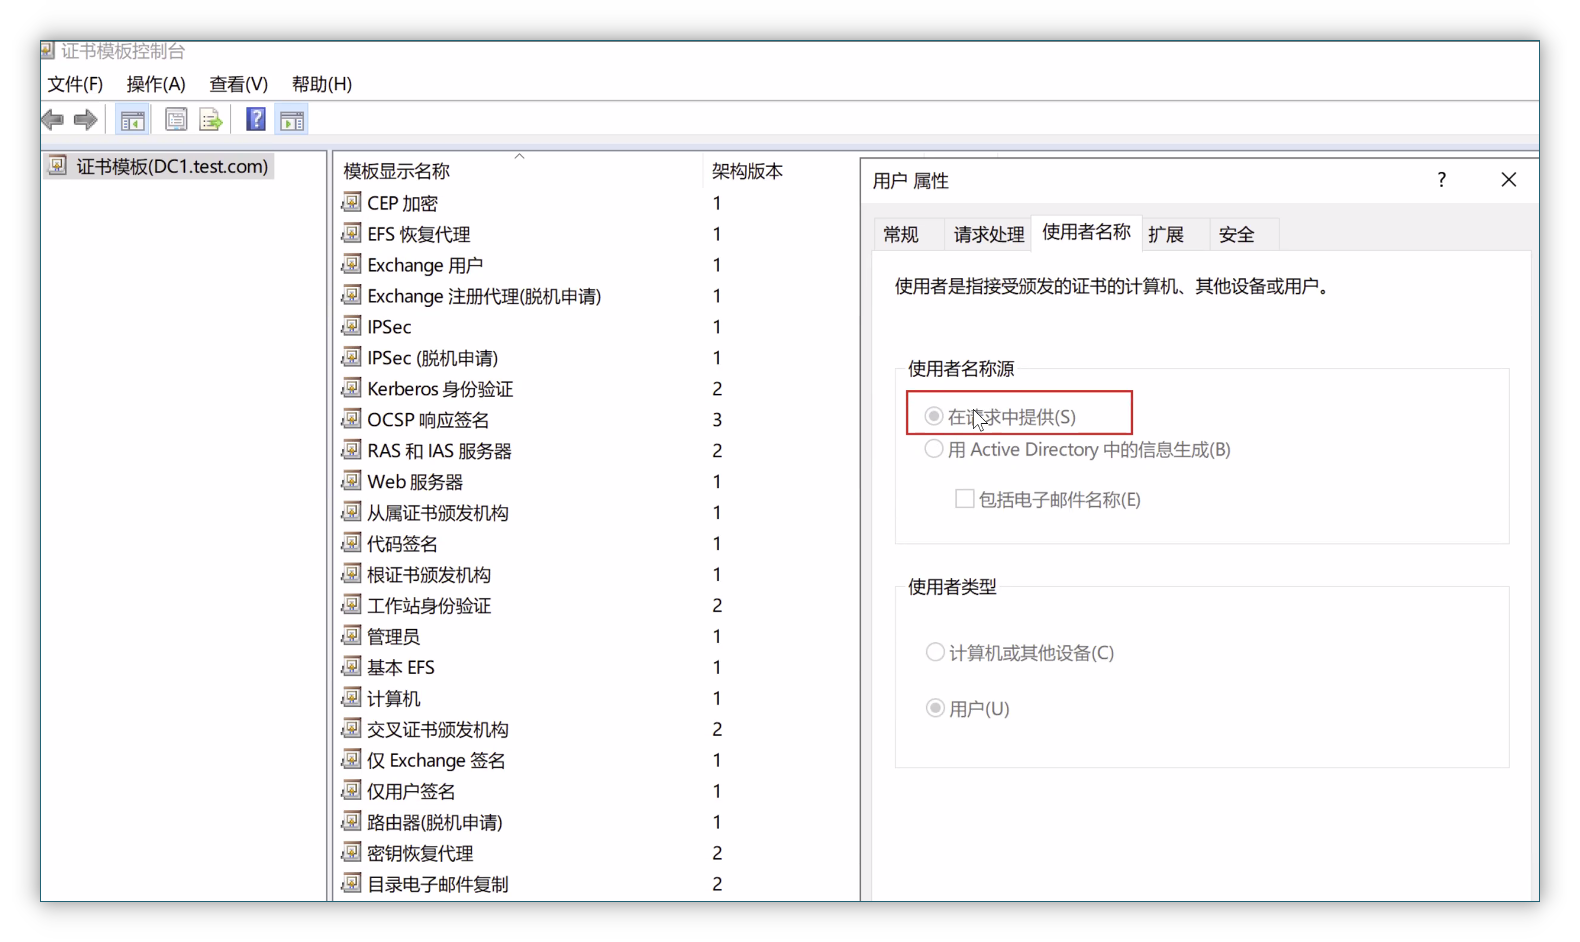 证书模板控制台
文件(F) 操作(A) 查看(V) 帮助(H)
证书模板(DC1.test.com)
模板显示名称 架构版本
CEP 加密 1
EFS 恢复代理 1
Exchange 用户 1
Exchange 注册代理(脱机申请) 1
IPSec 1
IPSec (脱机申请) 1
Kerberos 身份验证 2
OCSP 响应签名 3
RAS 和 IAS 服务器 2
Web 服务器 1
从属证书颁发机构 1
代码签名 1
根证书颁发机构 1
工作站身份验证 2
管理员 1
基本 EFS 1
计算机 1
交叉证书颁发机构 2
仅 Exchange 签名 1
仅用户签名 1
路由器(脱机申请) 1
密钥恢复代理 2
目录电子邮件复制 2
用户 属性 ?
常规 请求处理 使用者名称 扩展 安全
使用者是指接受颁发的证书的计算机、其他设备或用户。
使用者名称源
在请求中提供(S)
用 Active Directory 中的信息生成(B)
包括电子邮件名称(E)
使用者类型
计算机或其他设备(C)
用户(U)